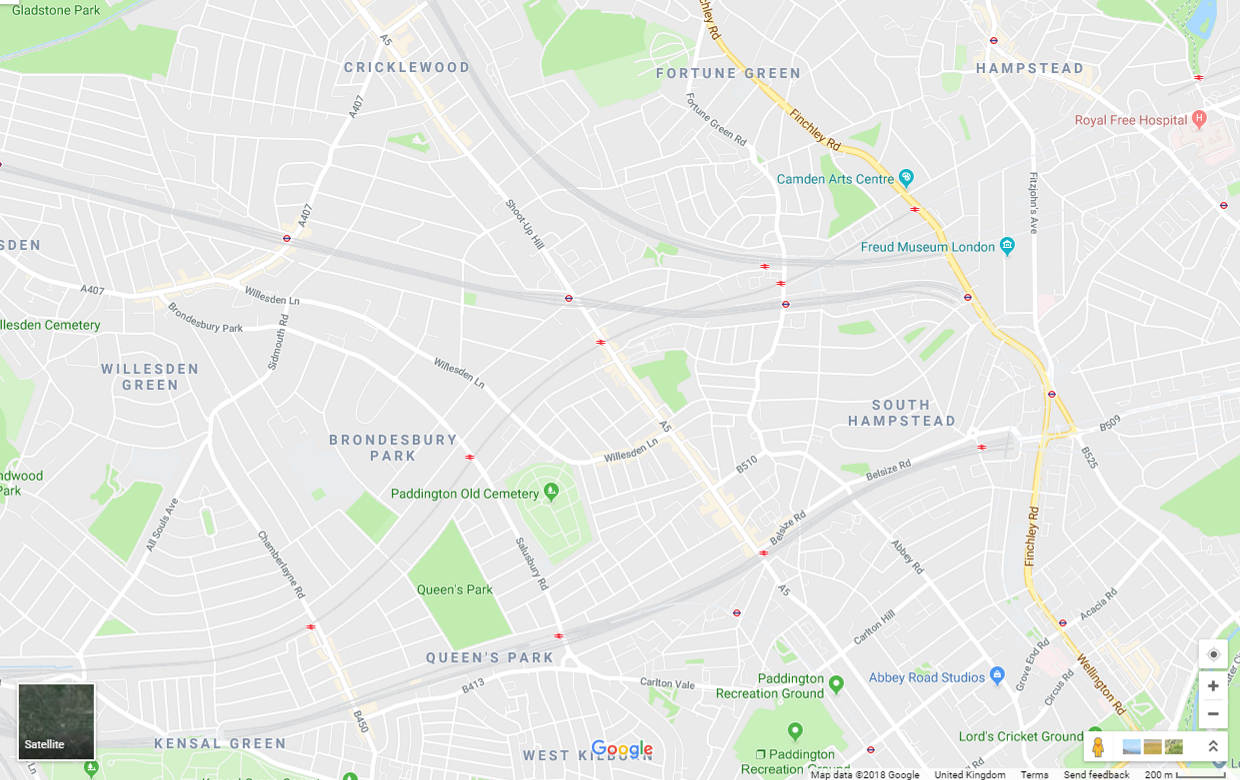 Gladstone Park
A5
CRICKLEWOOD
FORTUNE GREEN
HAMPSTEAD
A407
Fortune Green Rd
Finchley Rd
Royal Free Hospital
H
Camden Arts Centre
Fitzjohn's Ave
A407
Shoot-Up Hill
SDEN
Freud Museum London
A407
Willesden Ln
Brondesbury Park
Sidmouth Rd
llesden Cemetery
WILLESDEN
GREEN
Willesden Ln
SOUTH
HAMPSTEAD
A5
B509
BRONDESBURY
PARK
Willesden Ln
B510
Belsize Rd
B525
ndwood
Park
Paddington Old Cemetery
All Souls Ave
Chamberlayne Rd
Salusbury Rd
Belsize Rd
Abbey Rd
Finchley Rd
Queen's Park
A5
Acacia Rd
Carlton Hill
QUEEN'S PARK
B413
Carlton Vale
Paddington
Recreation Ground
Abbey Road Studios
Grove End Rd
Circus Rd
Wellington Rd
Satellite
B450
KENSAL GREEN
WEST KILBURN
Google
Paddington
Recreation Ground
Lord's Cricket Ground
Map data ©2018 Google
United Kingdom
Terms
Send feedback
200 m